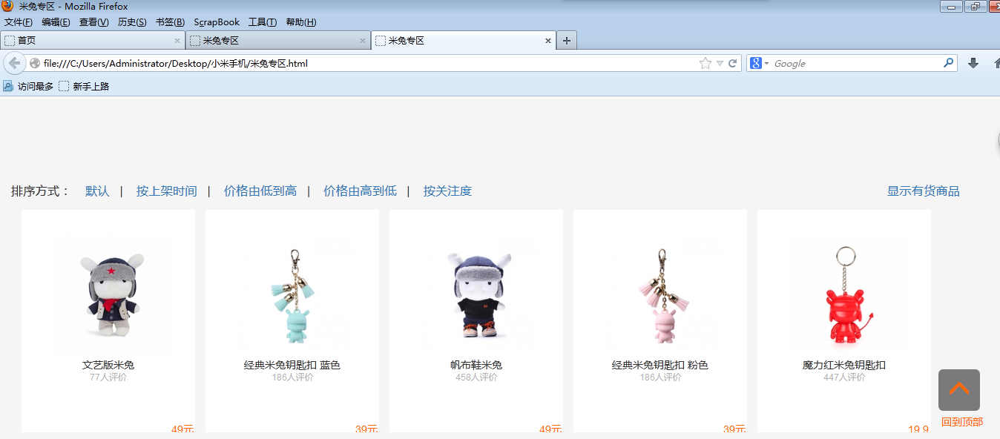 米兔专区 - Mozilla Firefox
文件(F) 编辑(E) 查看(V) 历史(S) 书签(B) ScrapBook 工具(T) 帮助(H)
首页 × 米兔专区 × 米兔专区 × +
file:///C:/Users/Administrator/Desktop/小米手机/米兔专区.html 8 Google
访问最多 新手上路
排序方式： 默认 | 按上架时间 | 价格由低到高 | 价格由高到低 | 按关注度 显示有货商品
文艺版米兔 经典米兔钥匙扣 蓝色 帆布鞋米兔 经典米兔钥匙扣 粉色 魔力红米兔钥匙扣
77人评价 186人评价 458人评价 186人评价 447人评价
49元 39元 49元 39元 19.9
回到顶部